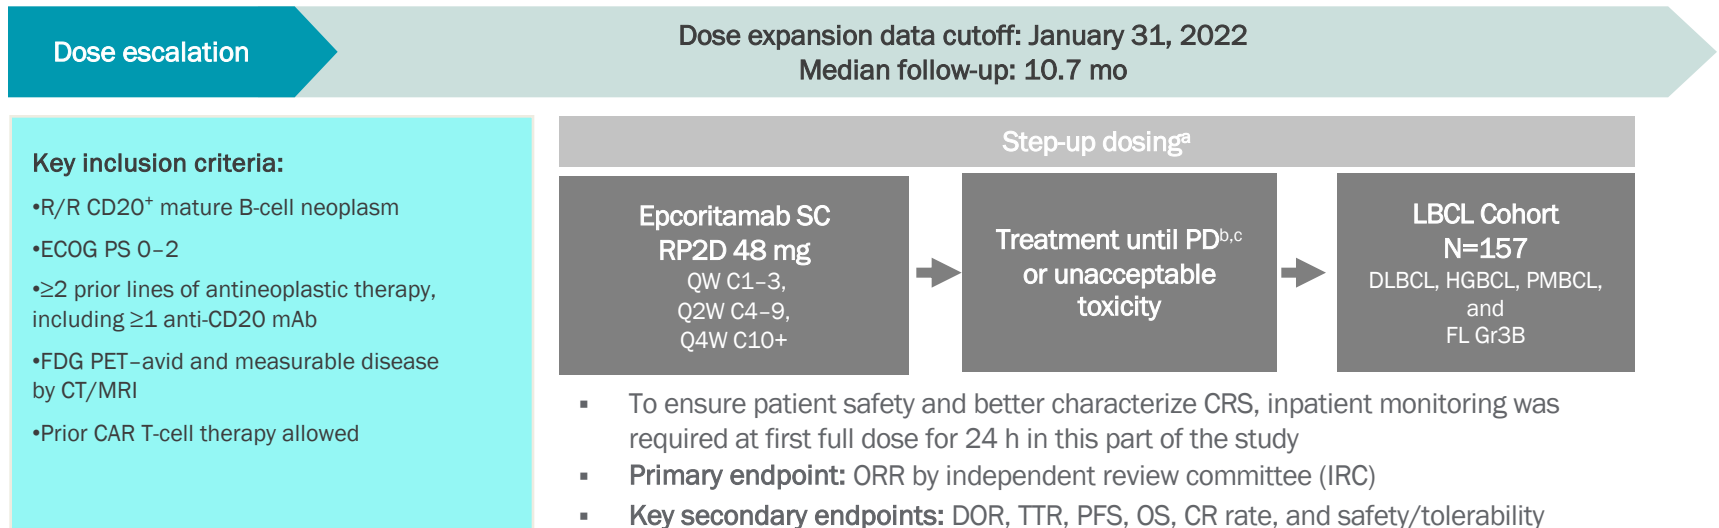 Dose escalation
Dose expansion data cutoff: January 31, 2022
Median follow-up: 10.7 mo
Key inclusion criteria:
•R/R CD20⁺ mature B-cell neoplasm
•ECOG PS 0–2
•≥2 prior lines of antineoplastic therapy,
including ≥1 anti-CD20 mAb
•FDG PET–avid and measurable disease
by CT/MRI
•Prior CAR T-cell therapy allowed
Step-up dosingᵃ
Epcoritamab SC
RP2D 48 mg
QW C1–3,
Q2W C4–9,
Q4W C10+
Treatment until PDᵇ,ᶜ
or unacceptable
toxicity
LBCL Cohort
N=157
DLBCL, HGBCL, PMBCL,
and
FL Gr3B
▪ To ensure patient safety and better characterize CRS, inpatient monitoring was
required at first full dose for 24 h in this part of the study
▪ Primary endpoint: ORR by independent review committee (IRC)
▪ Key secondary endpoints: DOR, TTR, PFS, OS, CR rate, and safety/tolerability